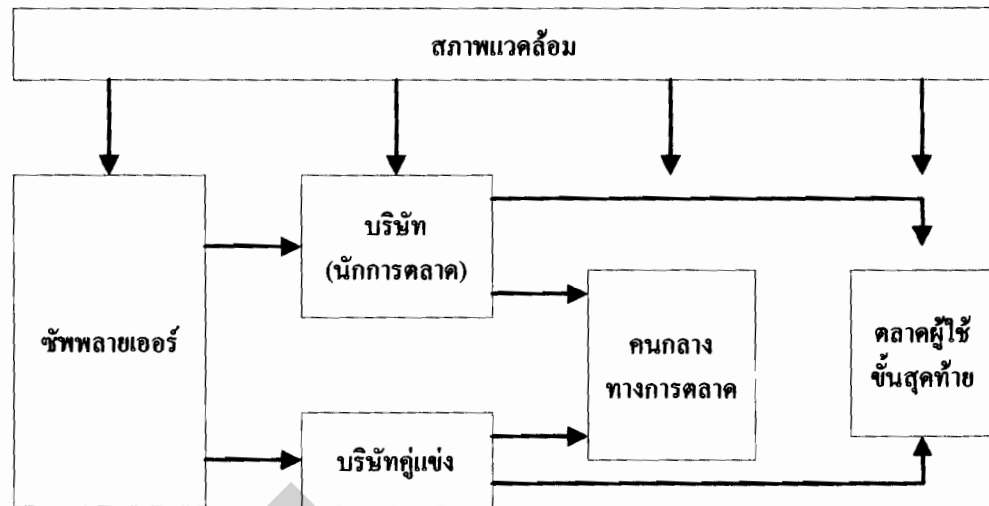 สภาพแวดล้อม
บริษัท
(นักการตลาด)
ซัพพลายเออร์
คนกลาง
ทางการตลาด
ตลาดผู้ใช้
ขั้นสุดท้าย
บริษัทคู่แข่ง